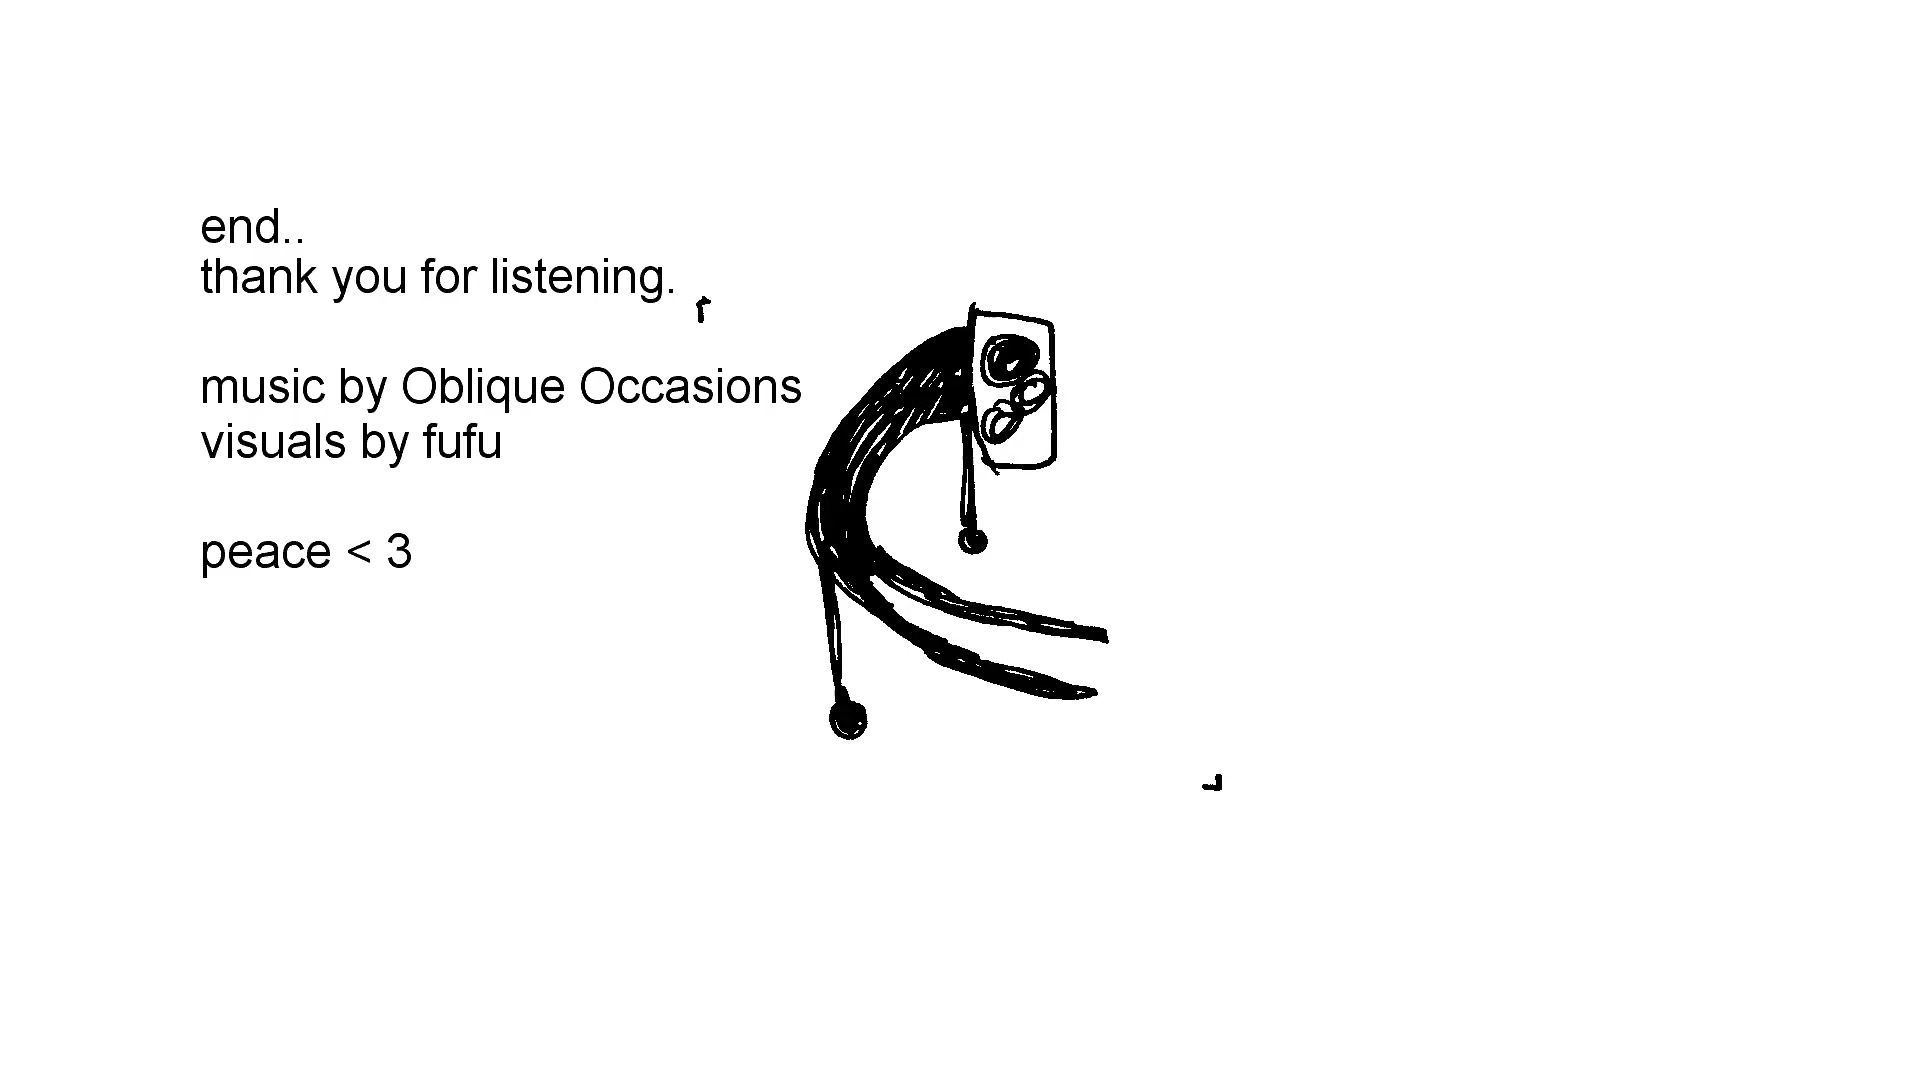 end..
thank you for listening.
music by Oblique Occasions
visuals by fufu
peace < 3